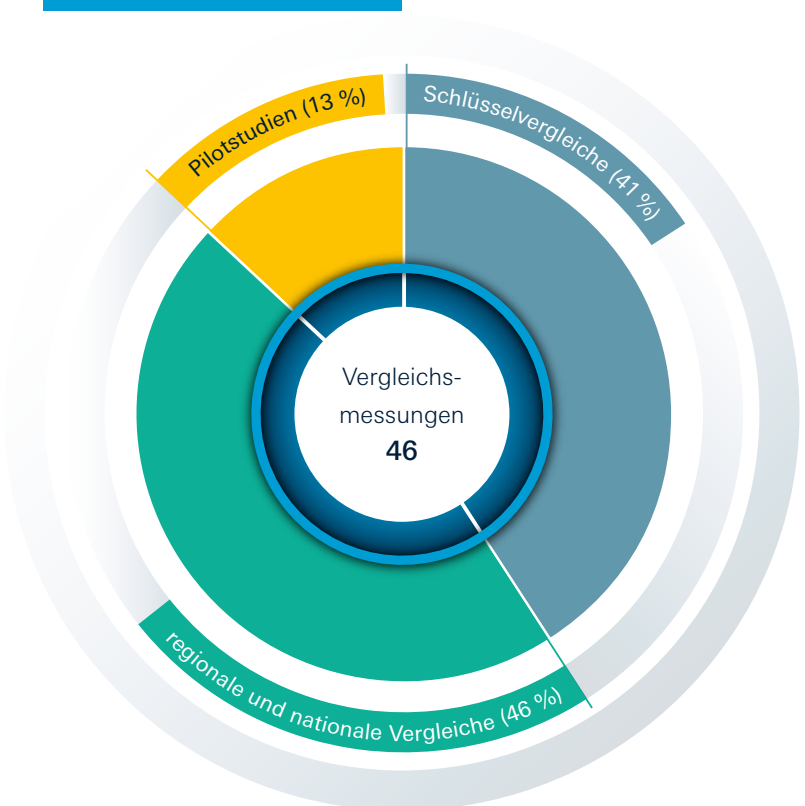 Pilotstudien (13 %)
Schlüsselvergleiche (41 %)
Vergleichs-
messungen
46
regionale und nationale Vergleiche (46 %)